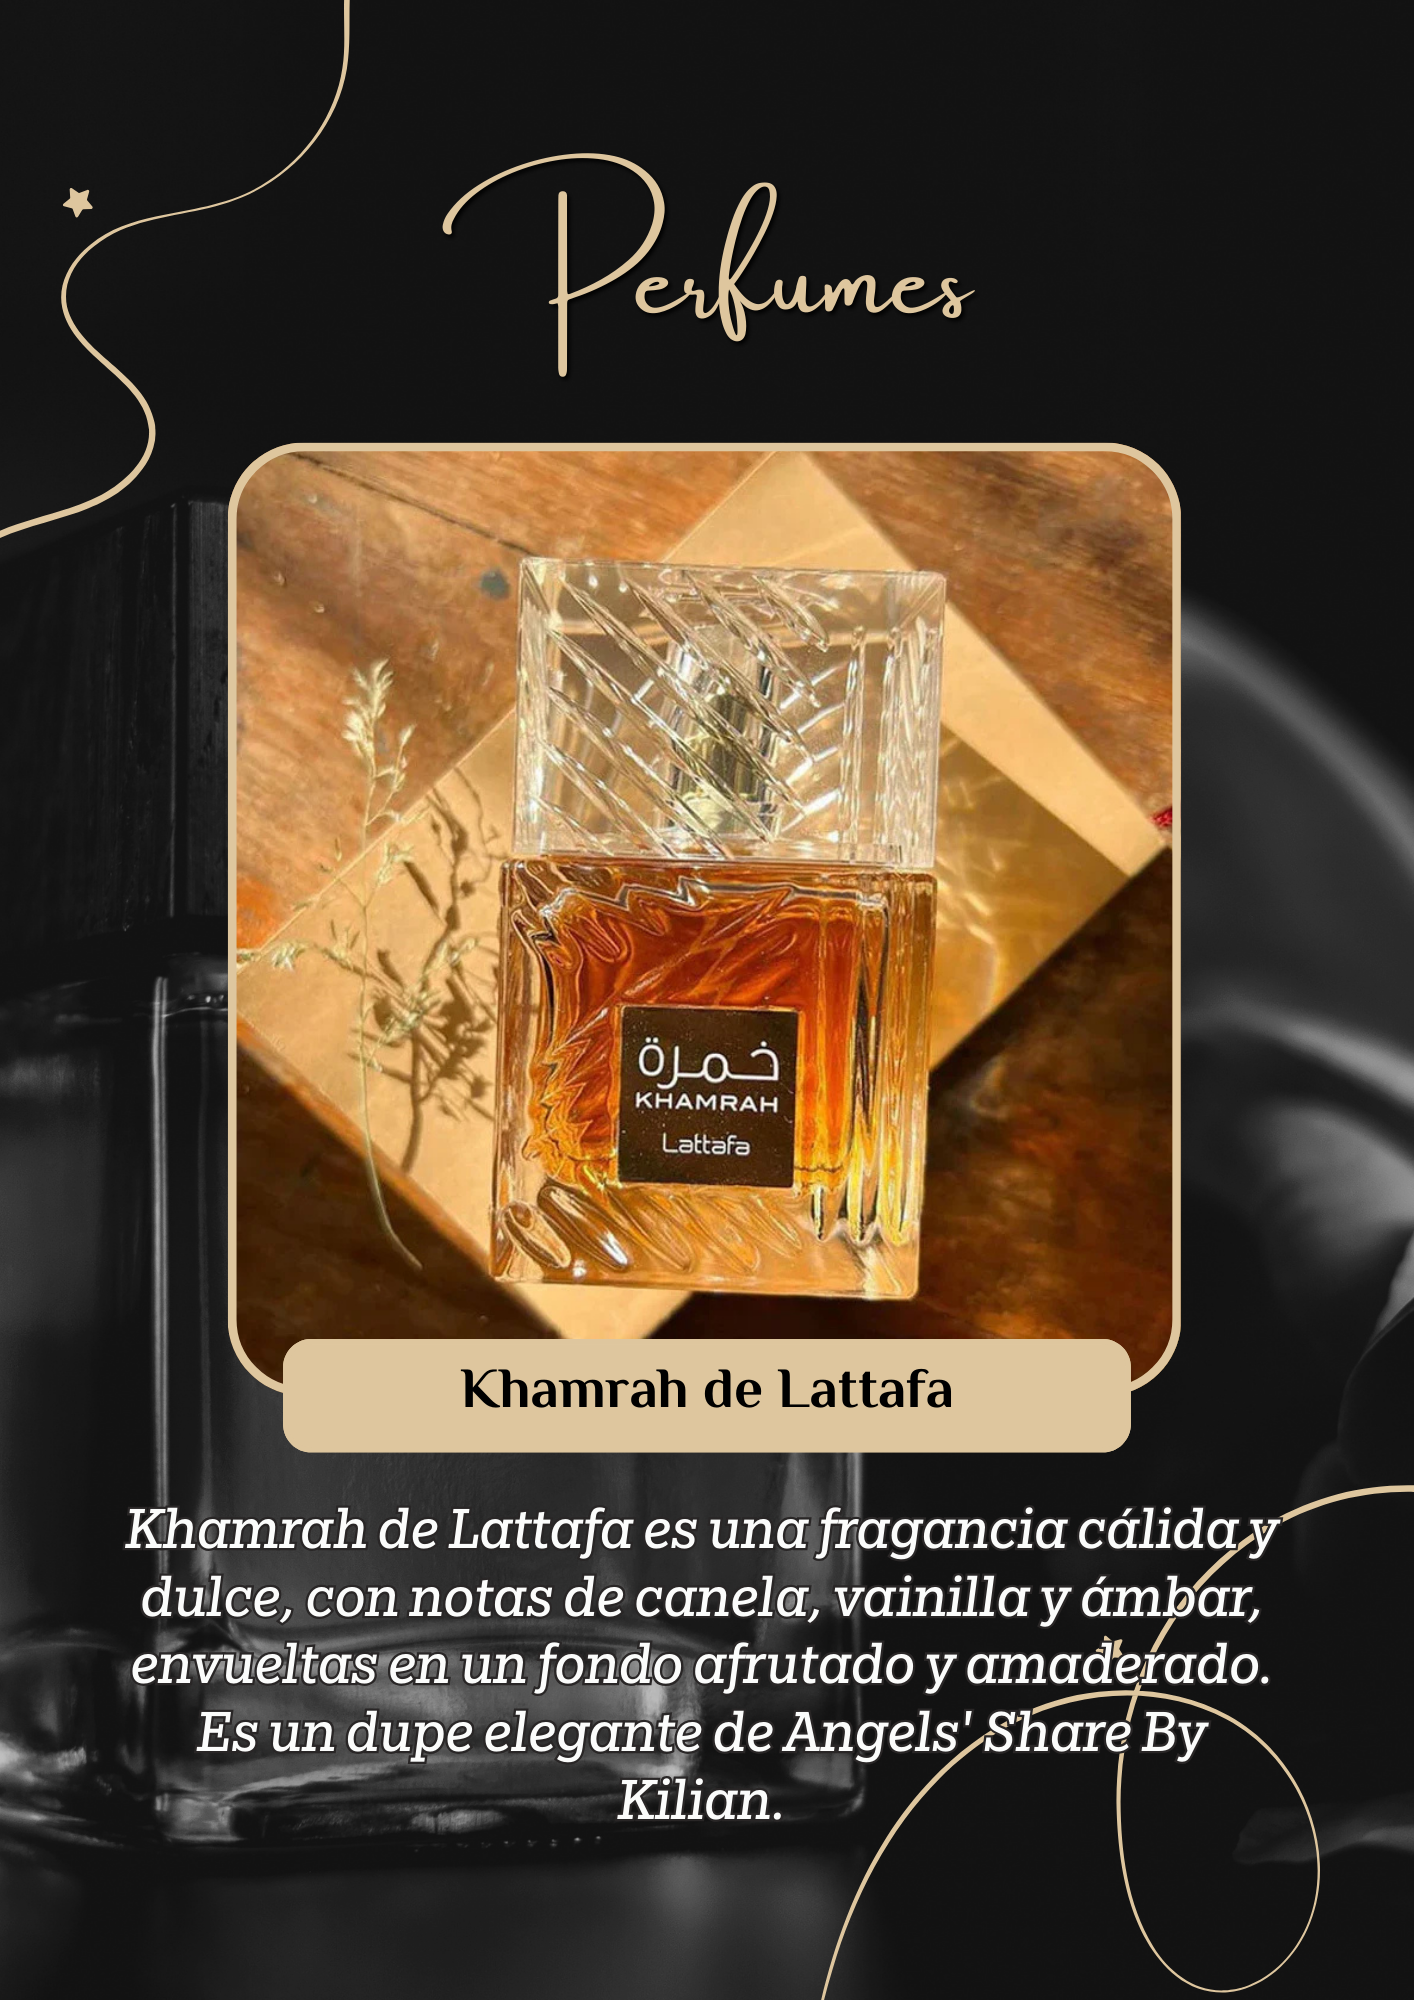 Perfumes
خمرة
KHAMRAH
Lattafa
Khamrah de Lattafa
Khamrah de Lattafa es una fragancia cálida y
dulce, con notas de canela, vainilla y ámbar,
envueltas en un fondo afrutado y amaderado.
Es un dupe elegante de Angels' Share By
Kilian.